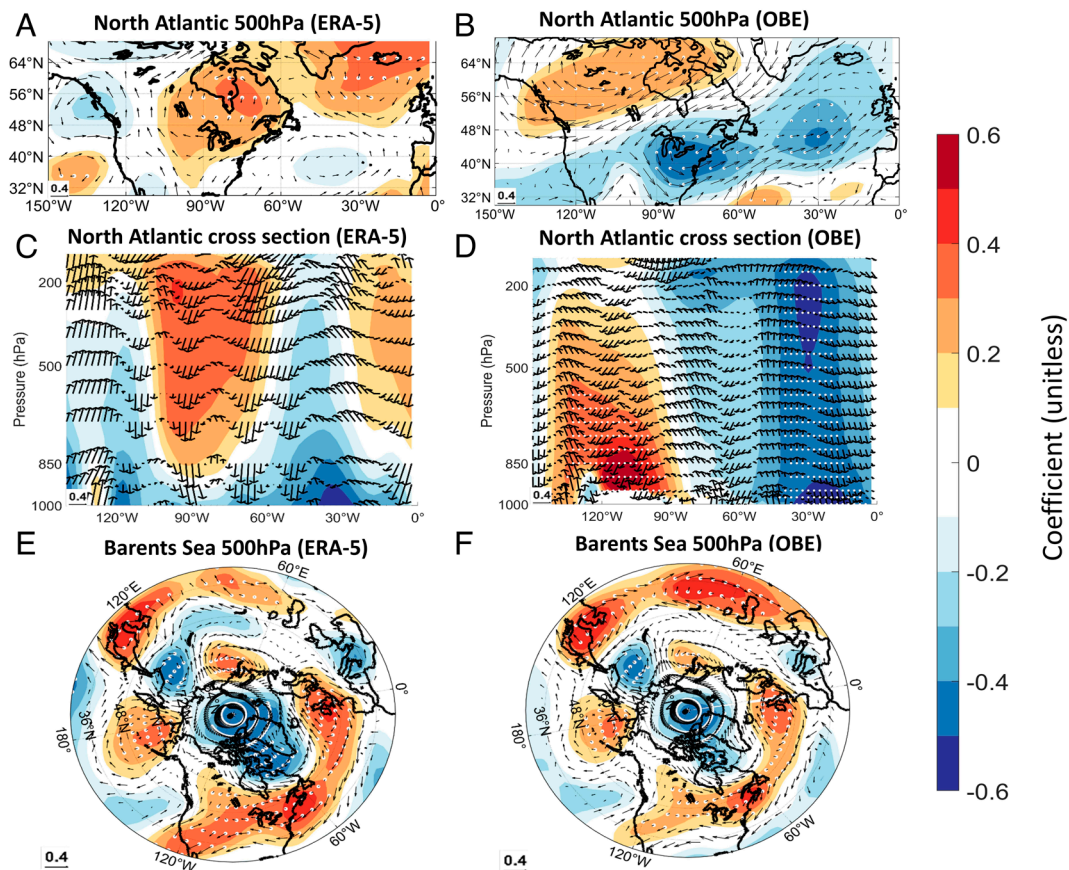 A North Atlantic 500hPa (ERA-5)
64°N
56°N
48°N
40°N
32°N
0.4
150°W 120°W 90°W 60°W 30°W 0°
B North Atlantic 500hPa (OBE)
64°N
56°N
48°N
40°N
32°N
0.4
150°W 120°W 90°W 60°W 30°W 0°
C North Atlantic cross section (ERA-5)
Pressure (hPa)
200
500
850
1000
0.4
120°W 90°W 60°W 30°W 0°
D North Atlantic cross section (OBE)
Pressure (hPa)
200
500
850
1000
0.4
120°W 90°W 60°W 30°W 0°
E Barents Sea 500hPa (ERA-5)
60°E
120°E
0°
36°N
48°N
180°
60°W
120°W
0.4
F Barents Sea 500hPa (OBE)
60°E
120°E
0°
36°N
48°N
180°
60°W
120°W
0.4
0.6
0.4
0.2
0
-0.2
-0.4
-0.6
Coefficient (unitless)